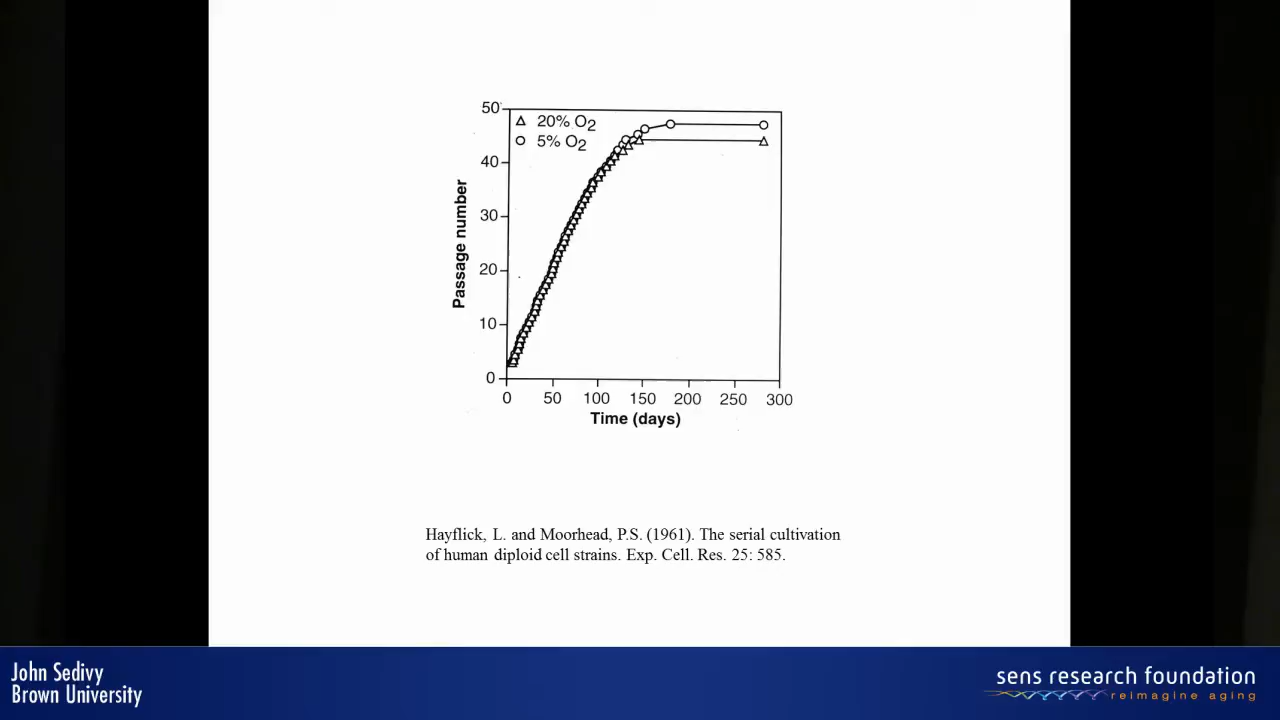 50
△ 20% O2
○ 5% O2
40
30
20
10
0
Passage number
0 50 100 150 200 250 300
Time (days)
Hayflick, L. and Moorhead, P.S. (1961). The serial cultivation
of human diploid cell strains. Exp. Cell. Res. 25: 585.
John Sedivy
Brown University
sens research foundation
reimagine aging